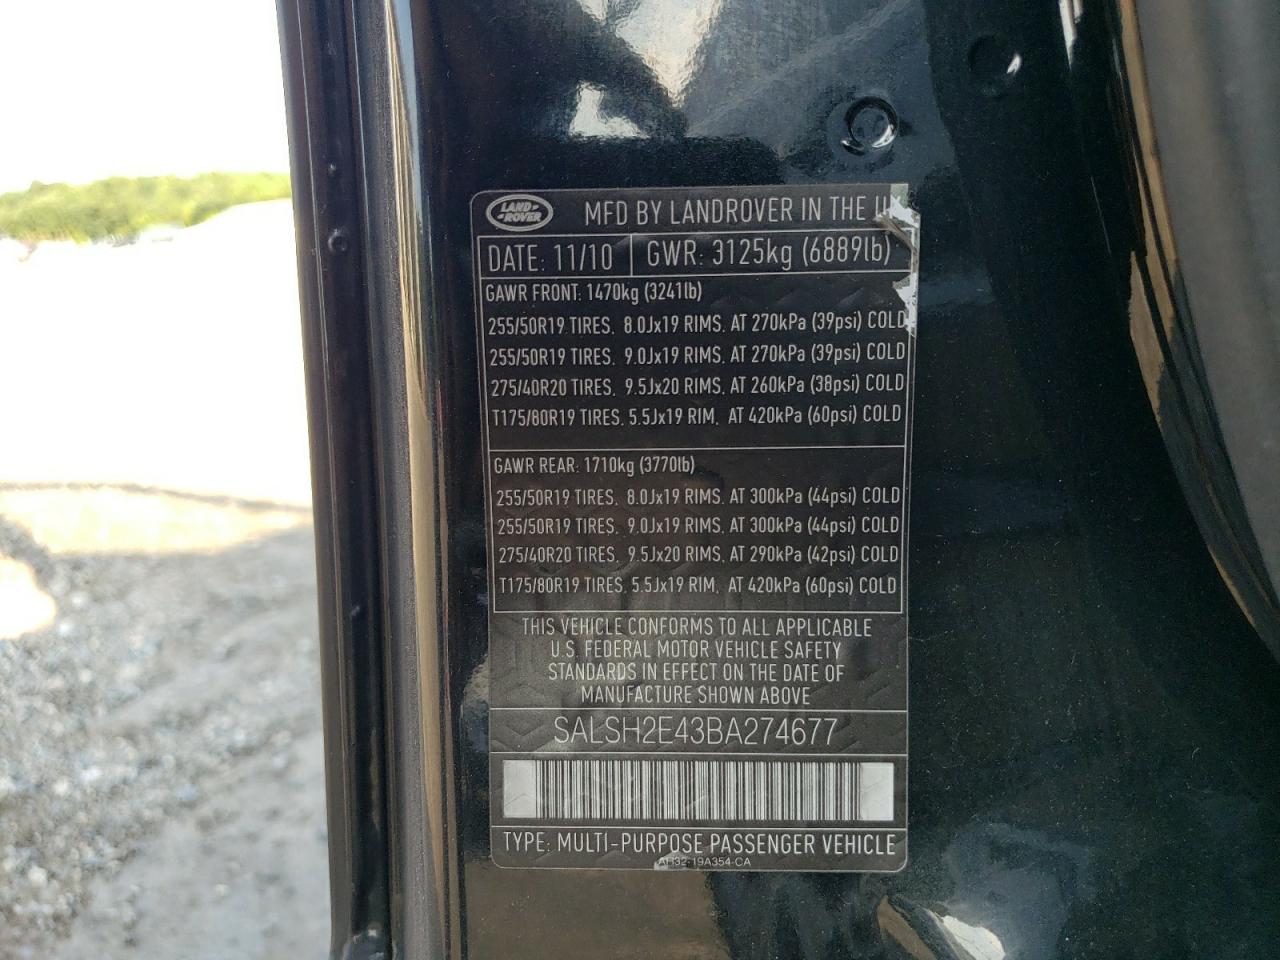 LAND ROVER
MFD BY LANDROVER IN THE
DATE: 11/10 GWR: 3125kg (6889lb)
GAWR FRONT: 1470kg (3241lb)
255/50R19 TIRES, 8.0Jx19 RIMS, AT 270kPa (39psi) COLD
255/50R19 TIRES, 9.0Jx19 RIMS, AT 270kPa (39psi) COLD
275/40R20 TIRES, 9.5Jx20 RIMS, AT 260kPa (38psi) COLD
T175/80R19 TIRES, 5.5Jx19 RIM, AT 420kPa (60psi) COLD
GAWR REAR: 1710kg (3770lb)
255/50R19 TIRES, 8.0Jx19 RIMS, AT 300kPa (44psi) COLD
255/50R19 TIRES, 9.0Jx19 RIMS, AT 300kPa (44psi) COLD
275/40R20 TIRES, 9.5Jx20 RIMS, AT 290kPa (42psi) COLD
T175/80R19 TIRES, 5.5Jx19 RIM, AT 420kPa (60psi) COLD
THIS VEHICLE CONFORMS TO ALL APPLICABLE
U.S. FEDERAL MOTOR VEHICLE SAFETY
STANDARDS IN EFFECT ON THE DATE OF
MANUFACTURE SHOWN ABOVE
SALSH2E43BA274677
TYPE: MULTI-PURPOSE PASSENGER VEHICLE
AH32-19A354-CA